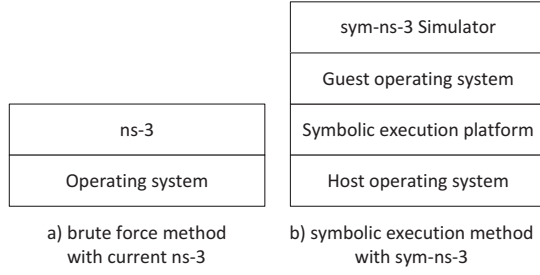 ns-3
Operating system
a) brute force method
with current ns-3
sym-ns-3 Simulator
Guest operating system
Symbolic execution platform
Host operating system
b) symbolic execution method
with sym-ns-3